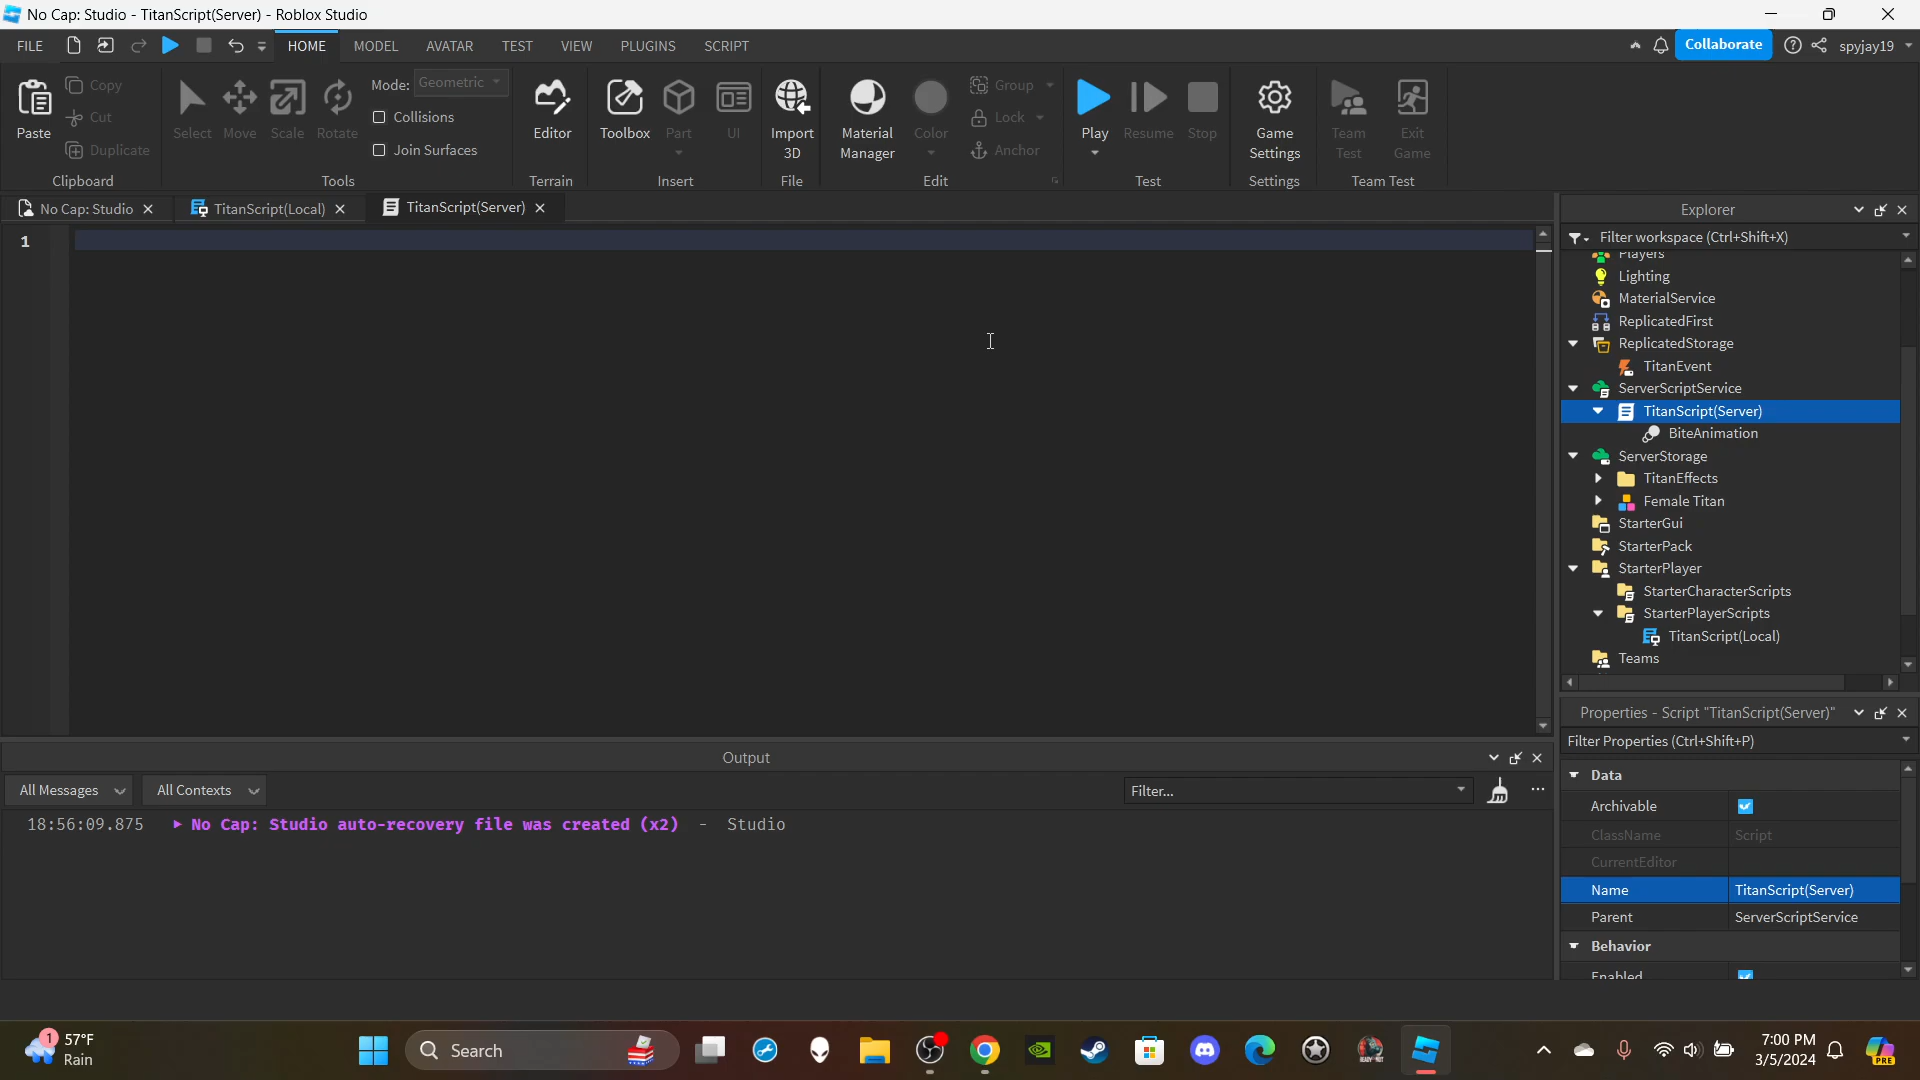 No Cap: Studio - TitanScript(Server) - Roblox Studio
FILE HOME MODEL AVATAR TEST VIEW PLUGINS SCRIPT Collaborate spyjay19
Paste Copy Cut Duplicate Clipboard
Select Move Scale Rotate Mode: Geometric Collisions Join Surfaces Tools
Editor Terrain
Toolbox Part UI Insert
Import 3D File
Material Manager Color Group Lock Anchor Edit
Play Resume Stop Test
Game Settings Settings
Team Test Exit Game Team Test
No Cap: Studio TitanScript(Local) TitanScript(Server)
1
Explorer
Filter workspace (Ctrl+Shift+X)
Players
Lighting
MaterialService
ReplicatedFirst
ReplicatedStorage
TitanEvent
ServerScriptService
TitanScript(Server)
BiteAnimation
ServerStorage
TitanEffects
Female Titan
StarterGui
StarterPack
StarterPlayer
StarterCharacterScripts
StarterPlayerScripts
TitanScript(Local)
Teams
Properties - Script "TitanScript(Server)"
Filter Properties (Ctrl+Shift+P)
Data
Archivable
ClassName Script
CurrentEditor
Name TitanScript(Server)
Parent ServerScriptService
Behavior
Enabled
Output
All Messages All Contexts Filter...
18:56:09.875 No Cap: Studio auto-recovery file was created (x2) - Studio
1 57°F
Rain
Search
7:00 PM
3/5/2024
PRE